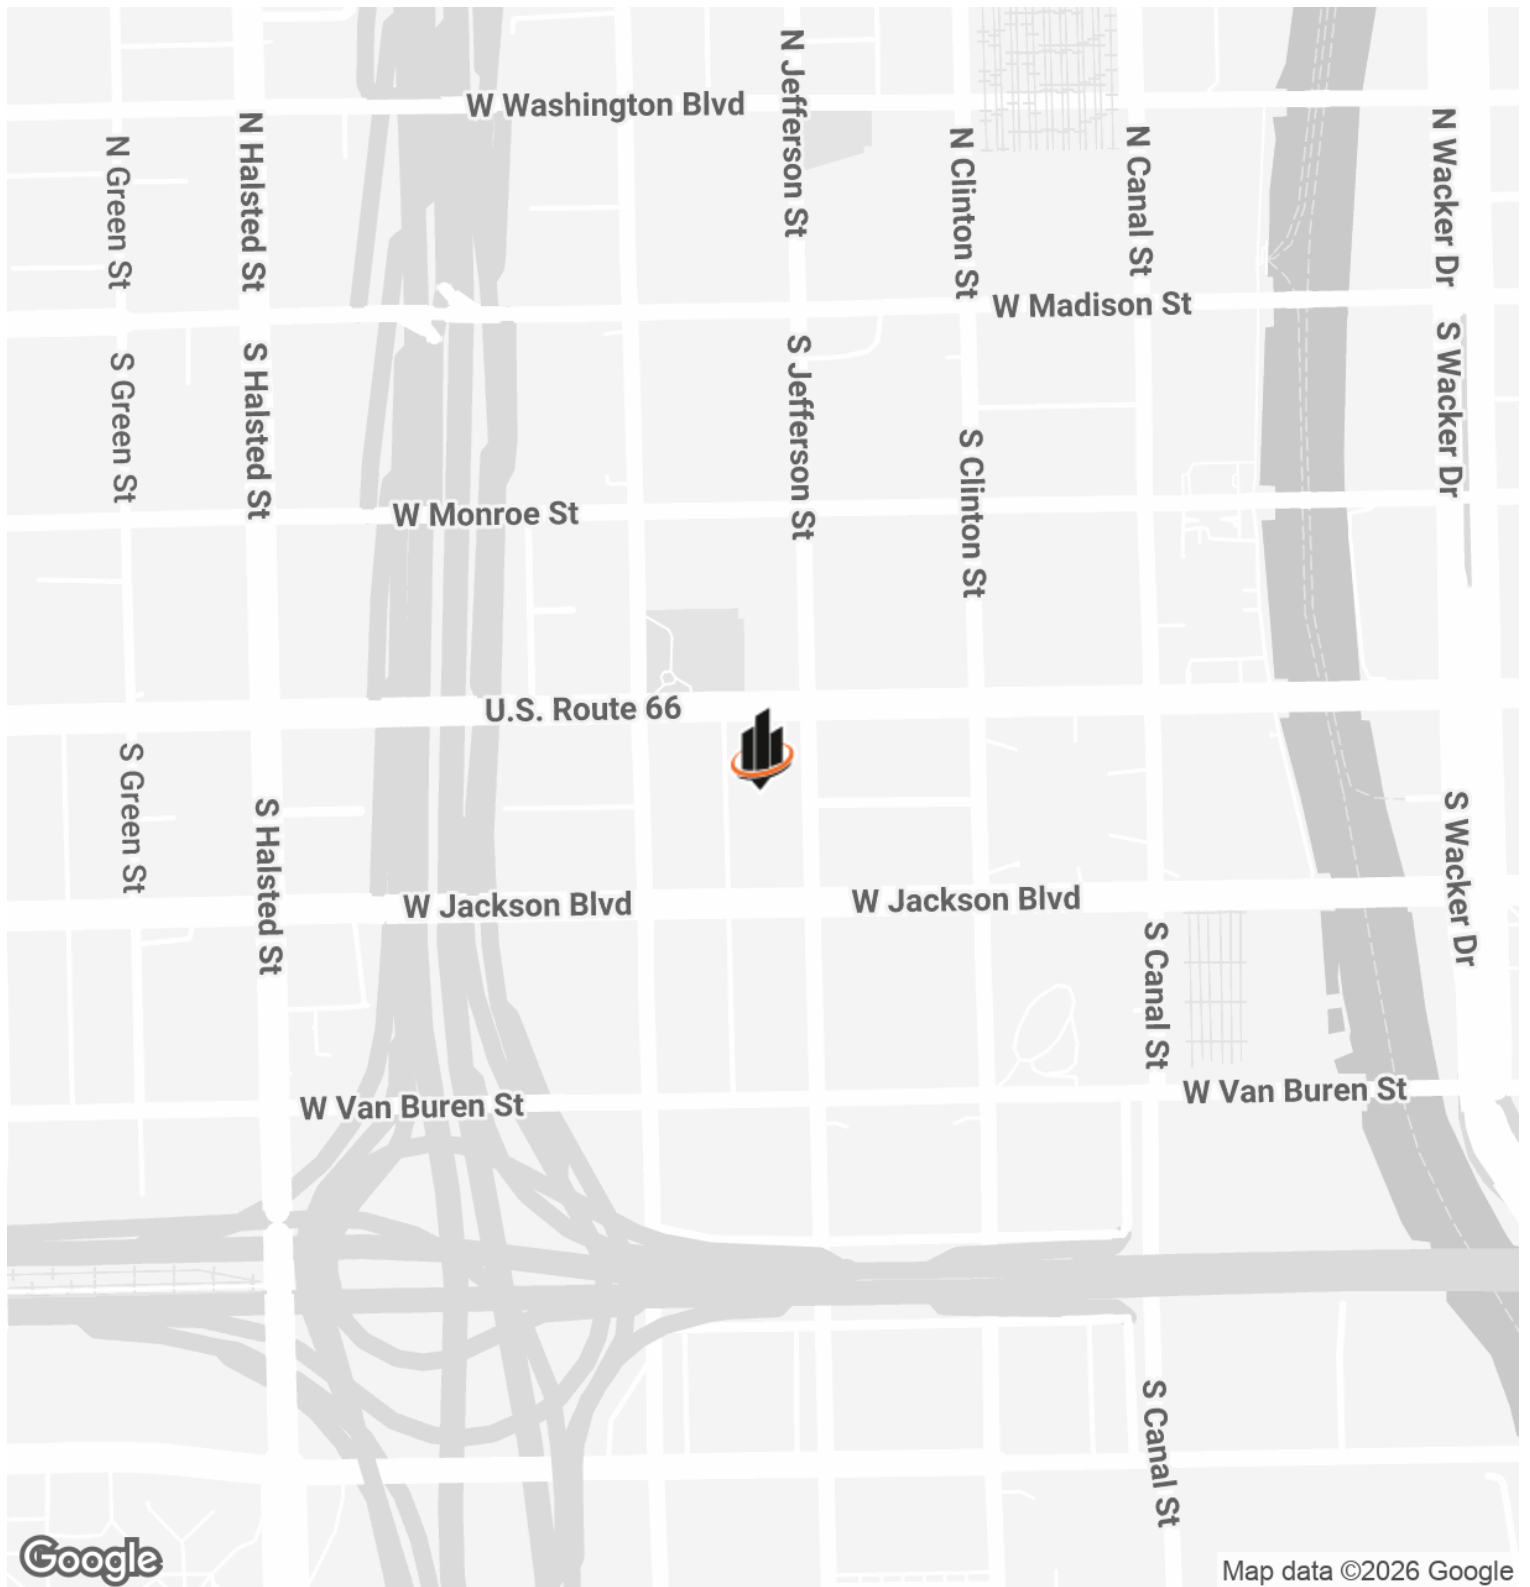 W Washington Blvd
N Jefferson St
N Halsted St
N Green St
N Clinton St
N Canal St
N Wacker Dr
W Madison St
S Green St
S Halsted St
S Jefferson St
S Wacker Dr
S Clinton St
W Monroe St
U.S. Route 66
S Green St
S Halsted St
S Wacker Dr
W Jackson Blvd
W Jackson Blvd
S Canal St
W Van Buren St
W Van Buren St
S Canal St
Google
Map data ©2026 Google